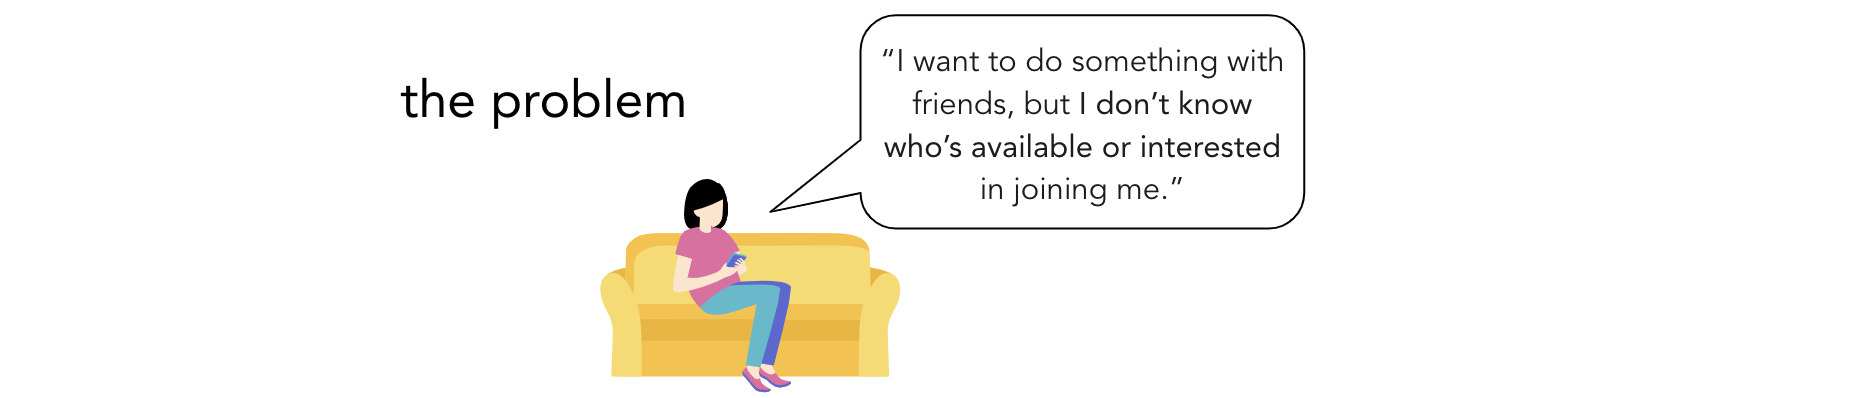 the problem
“I want to do something with
friends, but I don’t know
who’s available or interested
in joining me.”